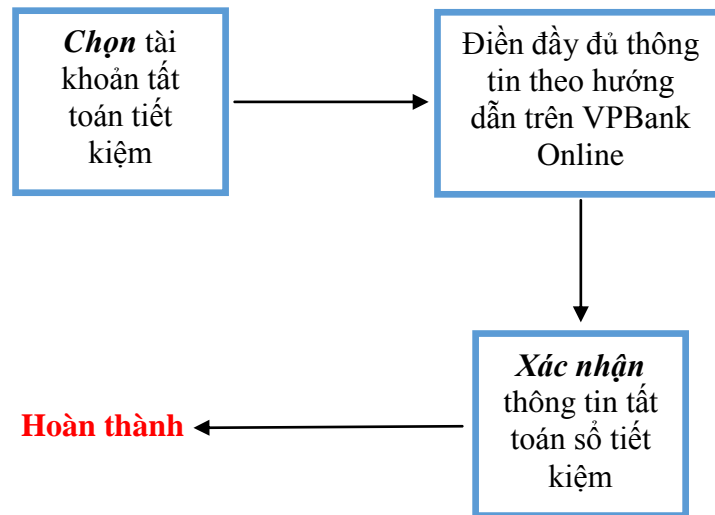 Chọn tài
khoản tất
toán tiết
kiệm
Điền đầy đủ thông
tin theo hướng
dẫn trên VPBank
Online
Xác nhận
thông tin tất
toán sổ tiết
kiệm
Hoàn thành